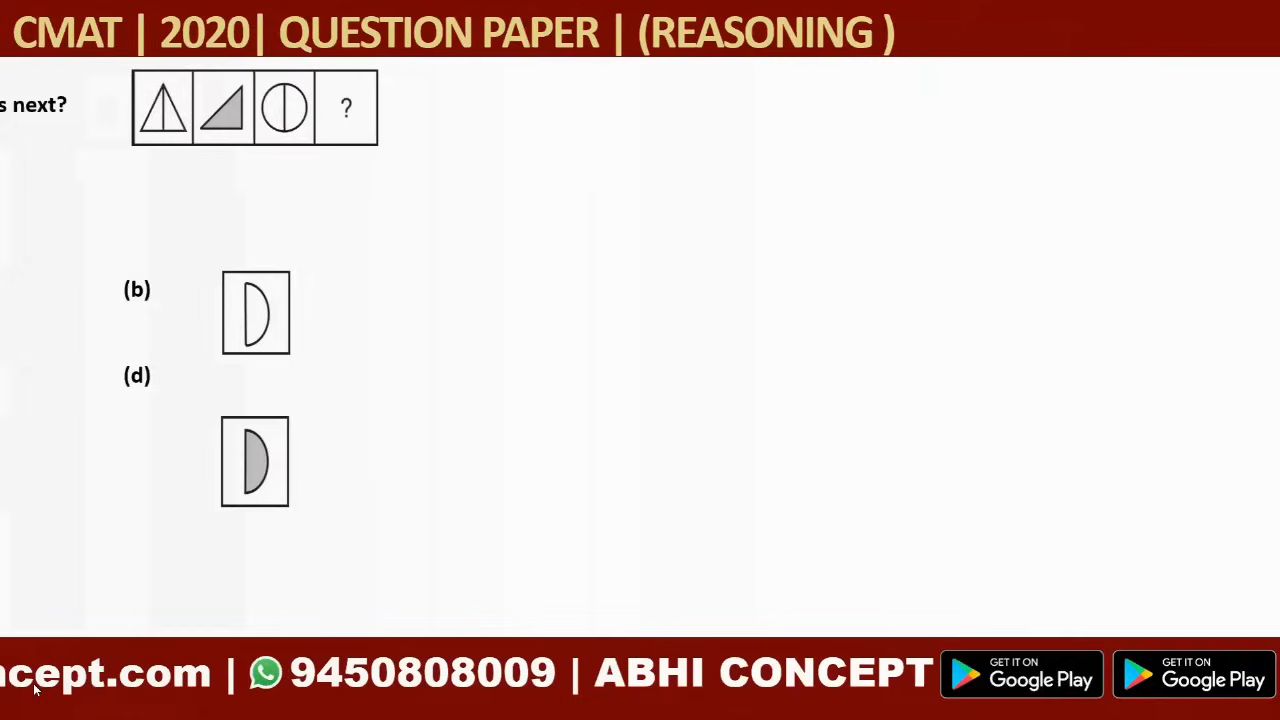 CMAT | 2020| QUESTION PAPER | (REASONING )
s next?
?
(b)
(d)
ncept.com | 9450808009 | ABHI CONCEPT
GET IT ON
Google Play
GET IT ON
Google Play